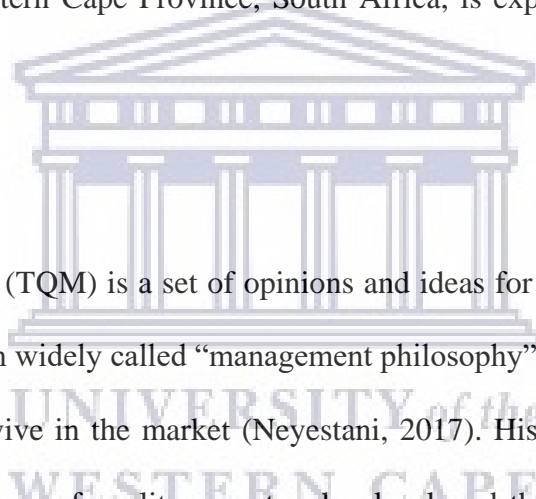 tern Cape Province, South Africa, is exp
(TQM) is a set of opinions and ideas for
n widely called “management philosophy”
UNIVERSITY of the
vive in the market (Neyestani, 2017). His
WESTERN CAPE